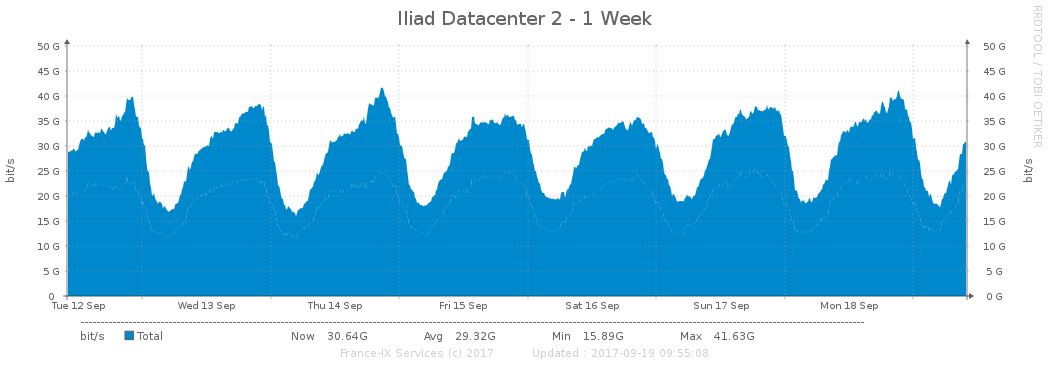 Iliad Datacenter 2 - 1 Week
RRDTOOL / TOBI OETIKER
50 G 50 G
45 G 45 G
40 G 40 G
35 G 35 G
30 G 30 G
25 G 25 G
20 G 20 G
15 G 15 G
10 G 10 G
5 G 5 G
0 0 G
bit/s
bit/s
Tue 12 Sep Wed 13 Sep Thu 14 Sep Fri 15 Sep Sat 16 Sep Sun 17 Sep Mon 18 Sep
bit/s Total Now 30.64G Avg 29.32G Min 15.89G Max 41.63G
France-IX Services (c) 2017 Updated : 2017-09-19 09:55:08